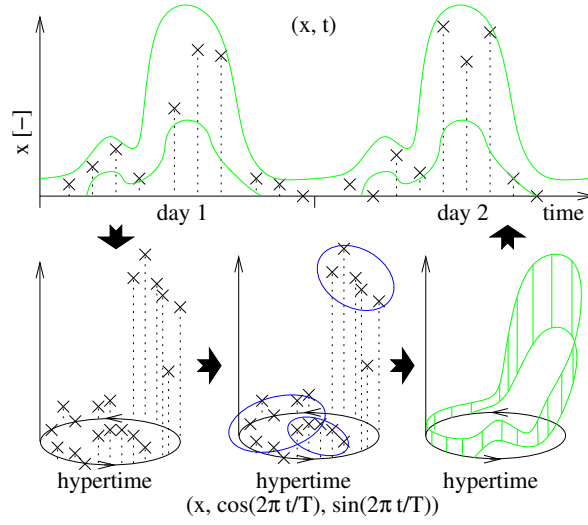 (x, t)
x [−]
day 1
day 2
time
hypertime
hypertime
hypertime
(x, cos(2π t/T), sin(2π t/T))